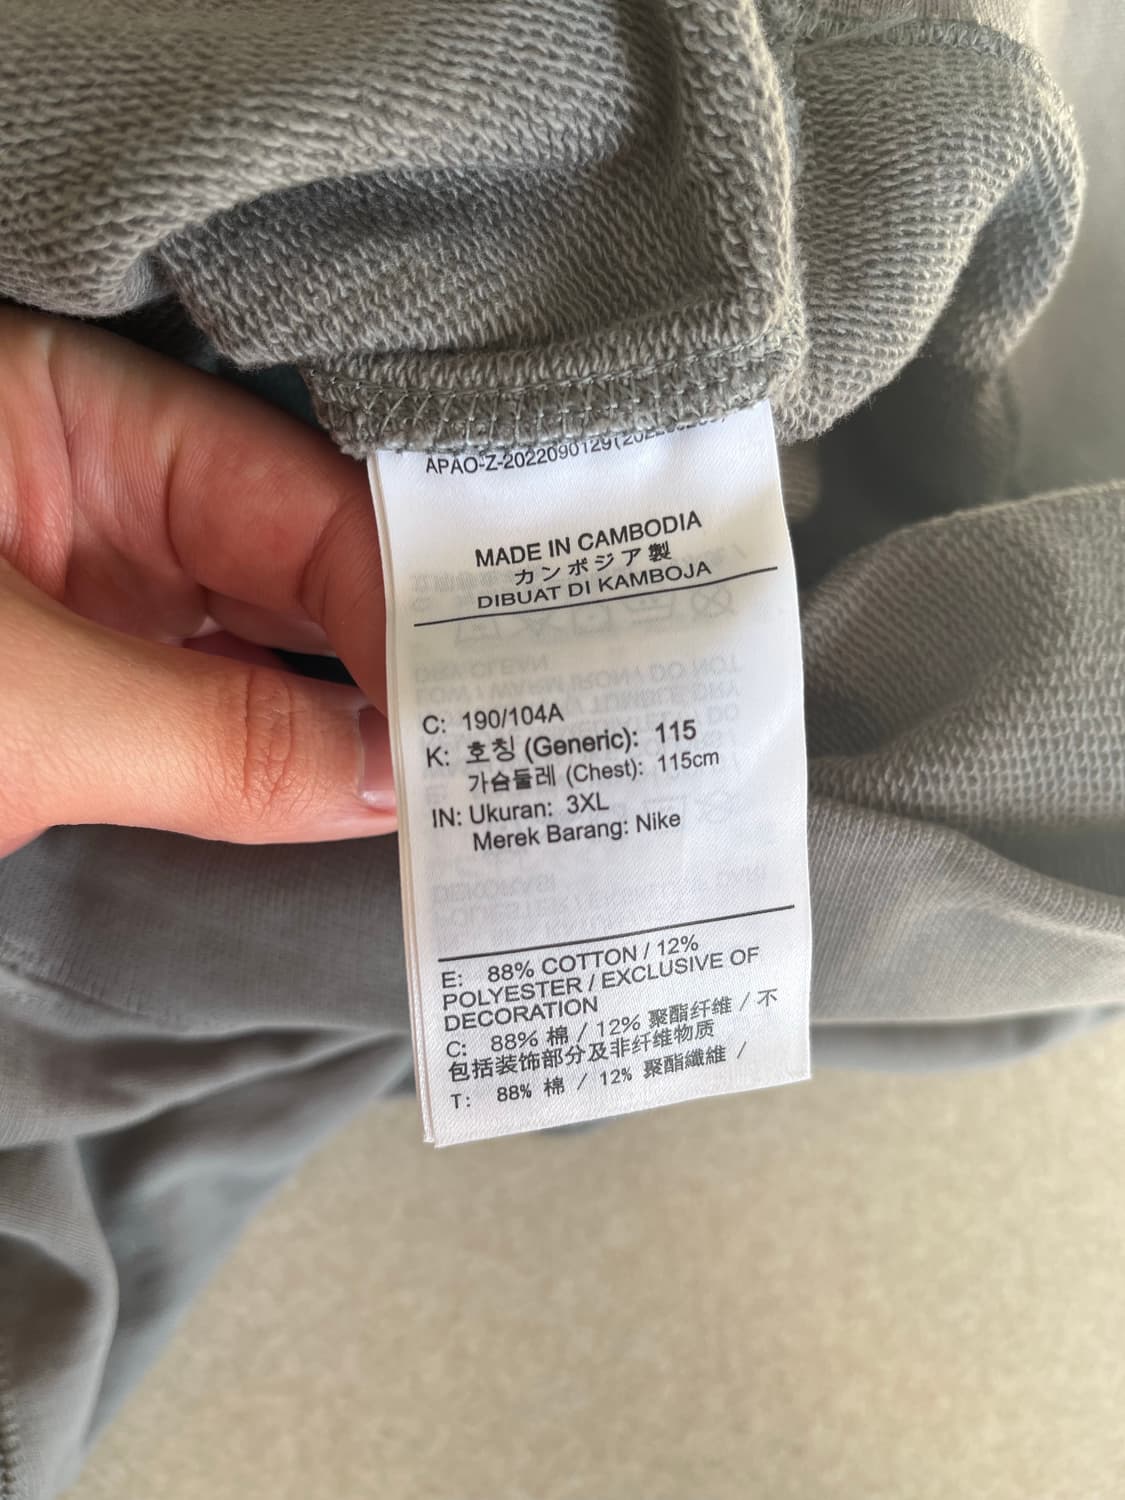 APAO-Z-2022090129(202
MADE IN CAMBODIA
カンボジア製
DIBUAT DI KAMBOJA
C: 190/104A
K: 호칭 (Generic): 115
가슴둘레 (Chest): 115cm
IN: Ukuran: 3XL
Merek Barang: Nike
E: 88% COTTON / 12%
POLYESTER / EXCLUSIVE OF
DECORATION
C: 88% 棉 / 12% 聚酯纤维 / 不
包括装饰部分及非纤维物质
T: 88% 棉 / 12% 聚酯纖維 /